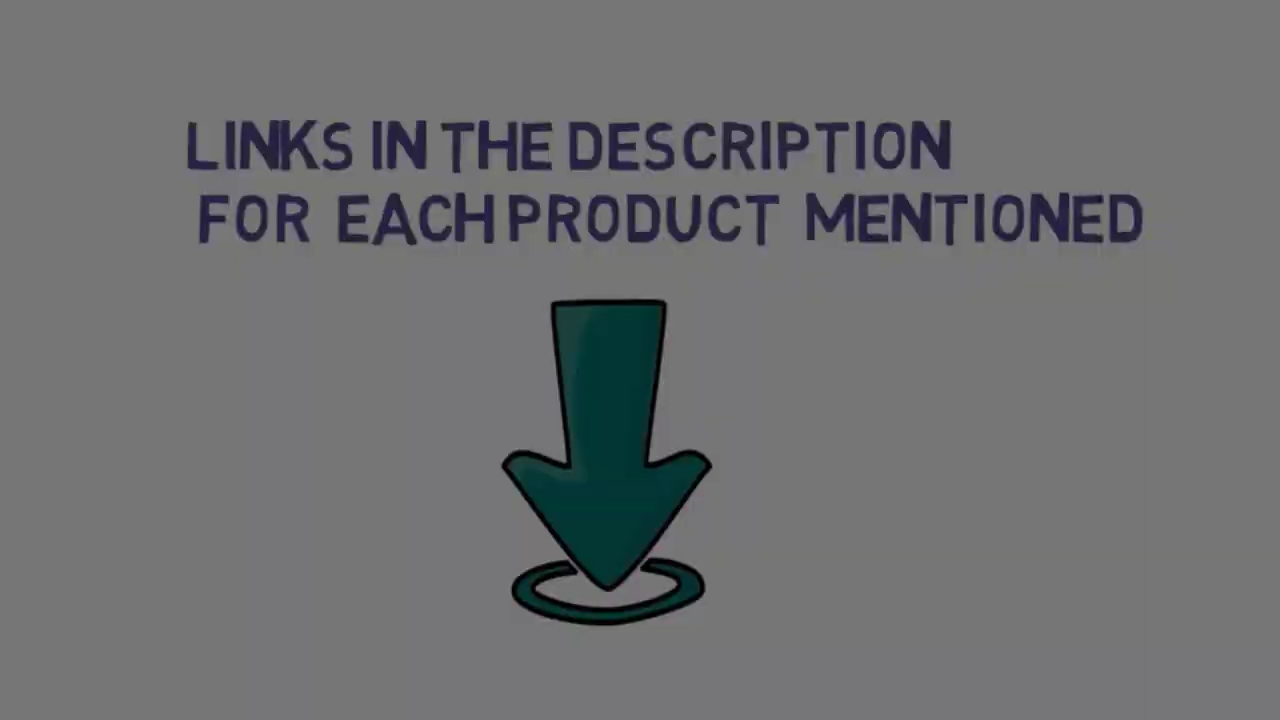 LINKS IN THE DESCRIPTION
FOR EACH PRODUCT MENTIONED